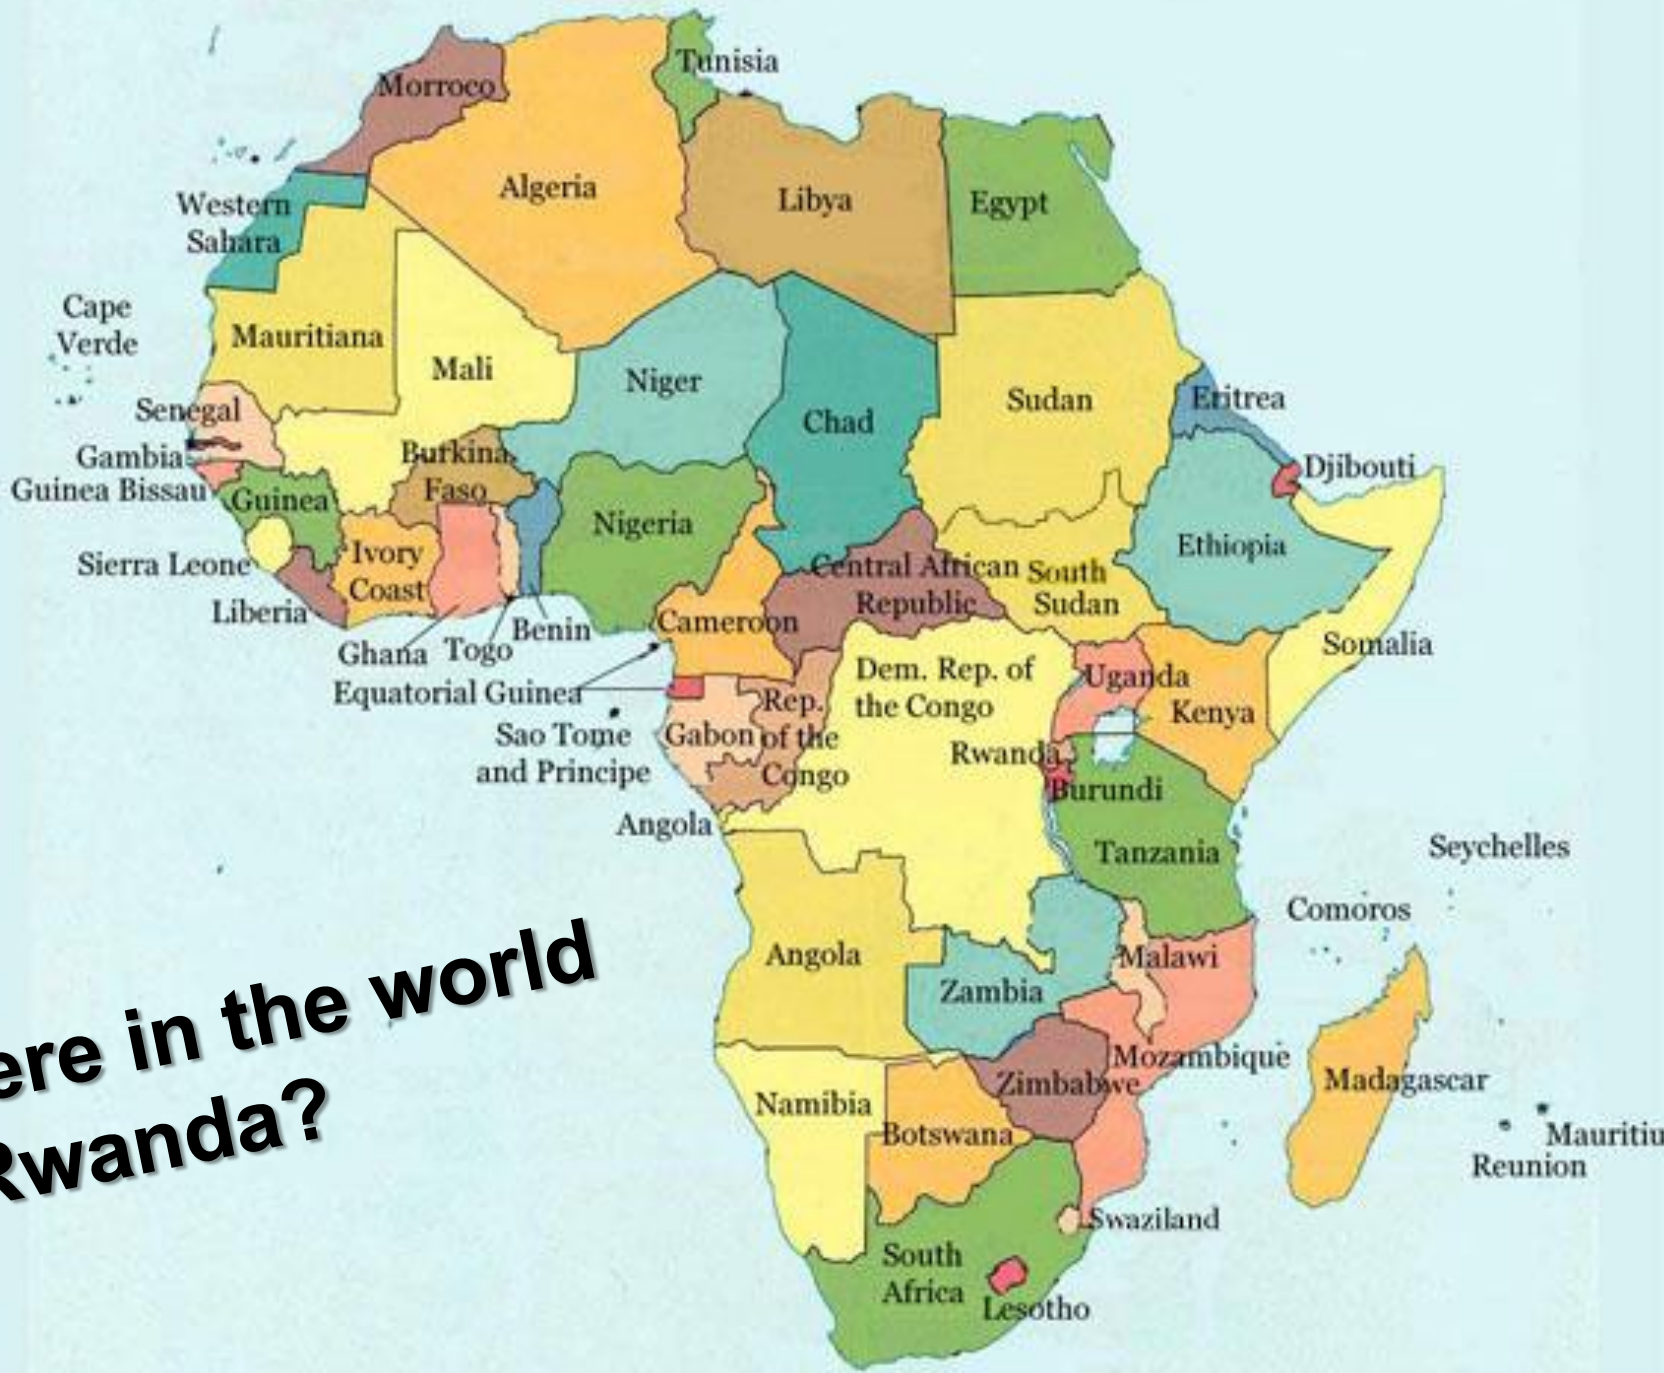 Tunisia
Morroco
Algeria
Libya
Egypt
Western
Sahara
Cape
Verde
Mauritiana
Mali
Niger
Chad
Sudan
Eritrea
Senegal
Gambia
Guinea Bissau
Guinea
Burkina
Faso
Djibouti
Nigeria
Ethiopia
Sierra Leone
Ivory
Coast
Liberia
Central African
Republic
South
Sudan
Ghana
Togo
Benin
Cameroon
Somalia
Equatorial Guinea
Dem. Rep. of
the Congo
Uganda
Kenya
Sao Tome
and Principe
Gabon
Rep.
of the
Congo
Rwanda
Burundi
Angola
Tanzania
Seychelles
Comoros
Angola
Zambia
Malawi
Mozambique
Zimbabwe
Madagascar
Namibia
Botswana
Mauritiu
Reunion
Swaziland
South
Africa
Lesotho
ere in the world
Rwanda?